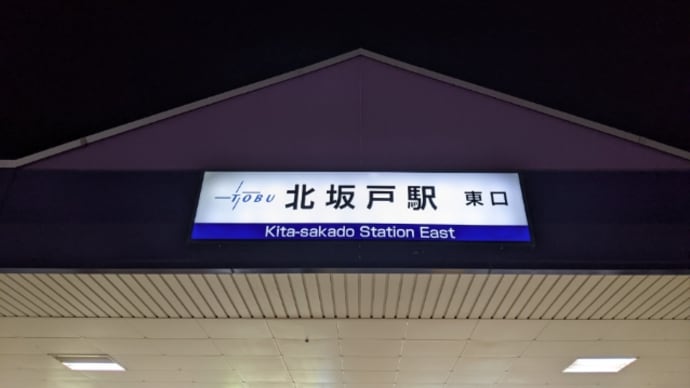 TOBU 北坂戸駅 東口
Kita-sakado Station East